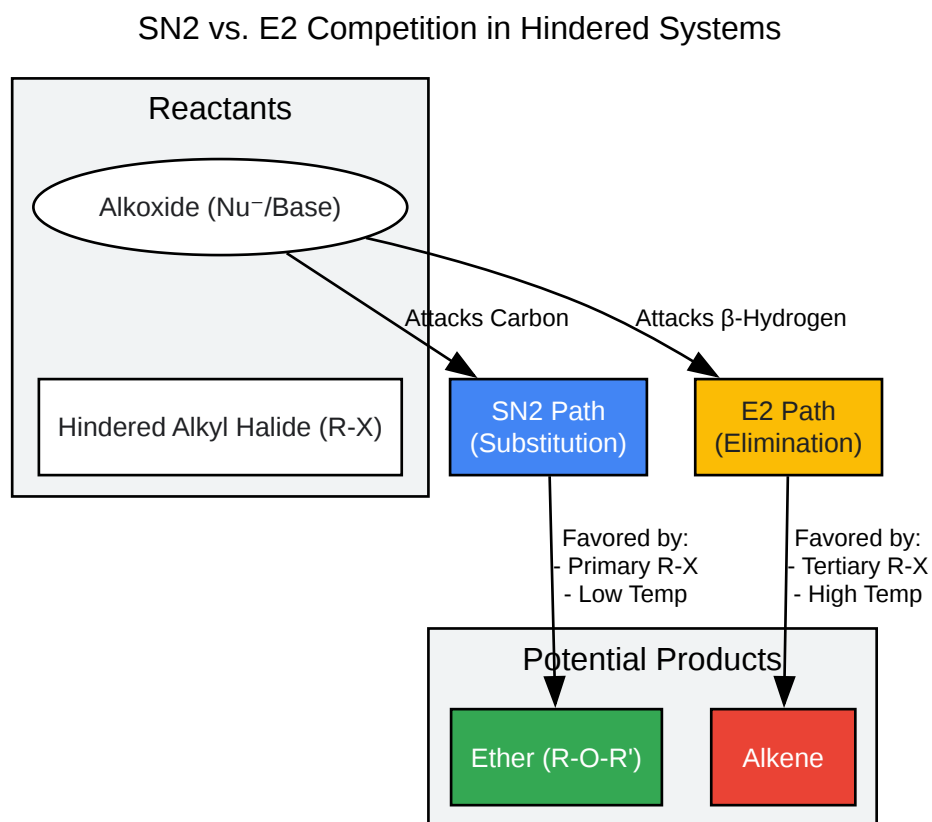 SN2 vs. E2 Competition in Hindered Systems
Reactants
Alkoxide (Nu⁻/Base)
Attacks Carbon
Attacks β-Hydrogen
Hindered Alkyl Halide (R-X)
SN2 Path
(Substitution)
E2 Path
(Elimination)
Favored by:
- Primary R-X
- Low Temp
Favored by:
- Tertiary R-X
- High Temp
Potential Products
Ether (R-O-R')
Alkene